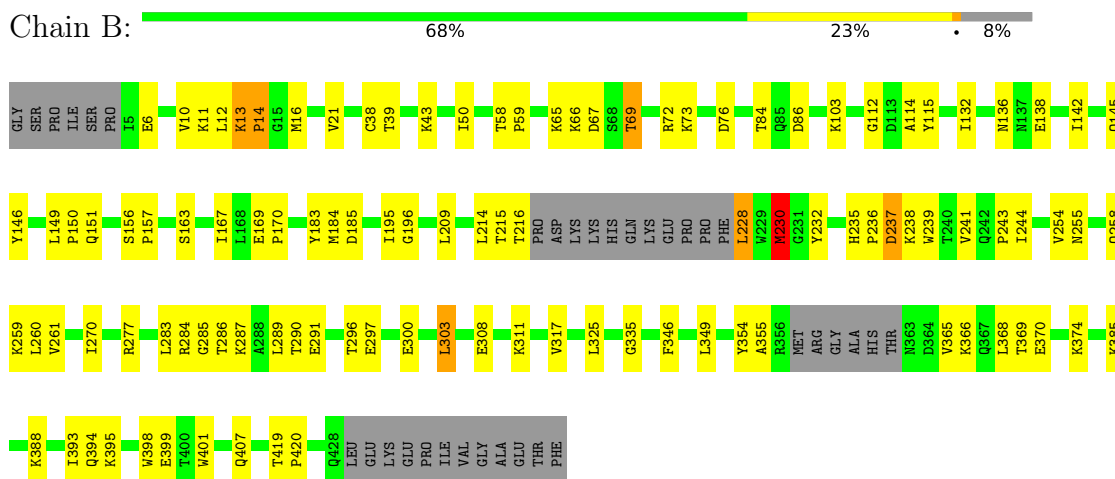 Chain B:
68% 23% • 8%
GLY SER PRO ILE SER PRO I5 E6 V10 K11 L12 K13 P14 G15 M16 V21 C38 T39 K43 I50 T58 P59 K65 K66 D67 S68 T69 R72 K73 D76 T84 Q85 D86 K103 G112 D113 A114 Y115 I132 N136 N137 E138 I142
Y146 L149 P150 Q151 S156 P157 S163 I167 L168 E169 P170 Y183 M184 D185 I195 G196 L209 L214 T215 T216 PRO ASP LYS LYS HIS GLN LYS GLU PRO PRO PHE L228 W229 M230 G231 Y232 H235 P236 D237 K238 W239 T240 V241 Q242 P243 I244 V254 N255
K259 L260 V261 I270 R277 L283 R284 G285 T286 K287 A288 L289 T290 E291 T296 E297 E300 L303 E308 K311 V317 L325 G335 F346 L349 Y354 A355 R356 MET ARG GLY ALA HIS THR N363 D364 V365 K366 Q367 L368 T369 E370 K374
K388 I393 Q394 K395 W398 E399 T400 W401 Q407 T419 P420 Q428 LEU GLU LYS GLU PRO ILE VAL GLY ALA GLU THR PHE